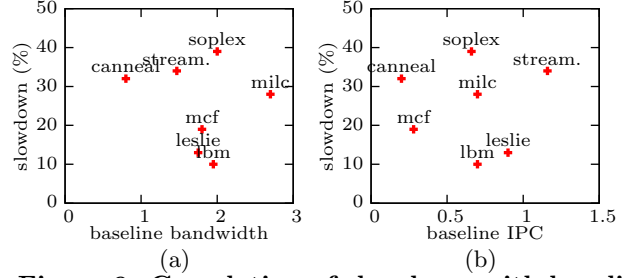 50
40
30
20
10
0
slowdown (%)
canneal
stream.
soplex
milc
mcf
leslie
lbm
0 1 2 3
baseline bandwidth
(a)
50
40
30
20
10
0
slowdown (%)
canneal
soplex
stream.
milc
mcf
leslie
lbm
0 0.5 1 1.5
baseline IPC
(b)